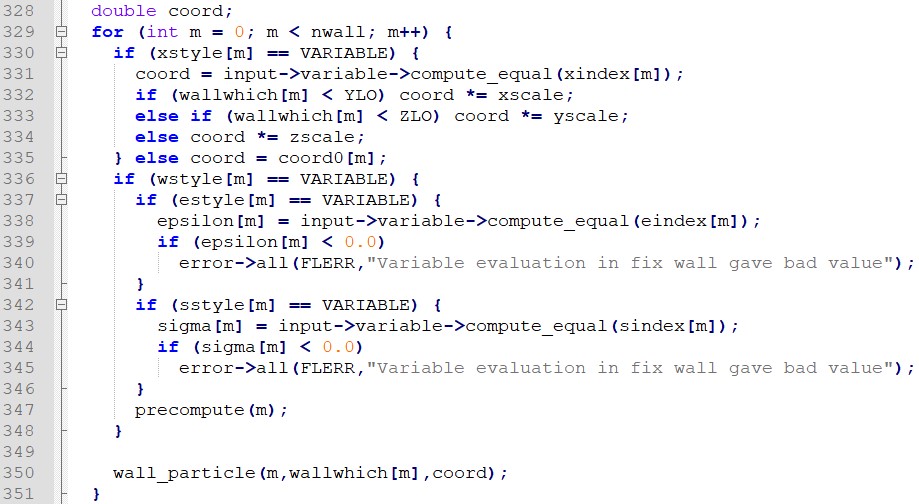 328 double coord;
329 for (int m = 0; m < nwall; m++) {
330 if (xstyle[m] == VARIABLE) {
331 coord = input->variable->compute_equal(xindex[m]);
332 if (wallwhich[m] < YLO) coord *= xscale;
333 else if (wallwhich[m] < ZLO) coord *= yscale;
334 else coord *= zscale;
335 } else coord = coord0[m];
336 if (wstyle[m] == VARIABLE) {
337 if (estyle[m] == VARIABLE) {
338 epsilon[m] = input->variable->compute_equal(eindex[m]);
339 if (epsilon[m] < 0.0)
340 error->all(FLERR,"Variable evaluation in fix wall gave bad value");
341 }
342 if (sstyle[m] == VARIABLE) {
343 sigma[m] = input->variable->compute_equal(sindex[m]);
344 if (sigma[m] < 0.0)
345 error->all(FLERR,"Variable evaluation in fix wall gave bad value");
346 }
347 precompute(m);
348 }
349
350 wall_particle(m,wallwhich[m],coord);
351 }